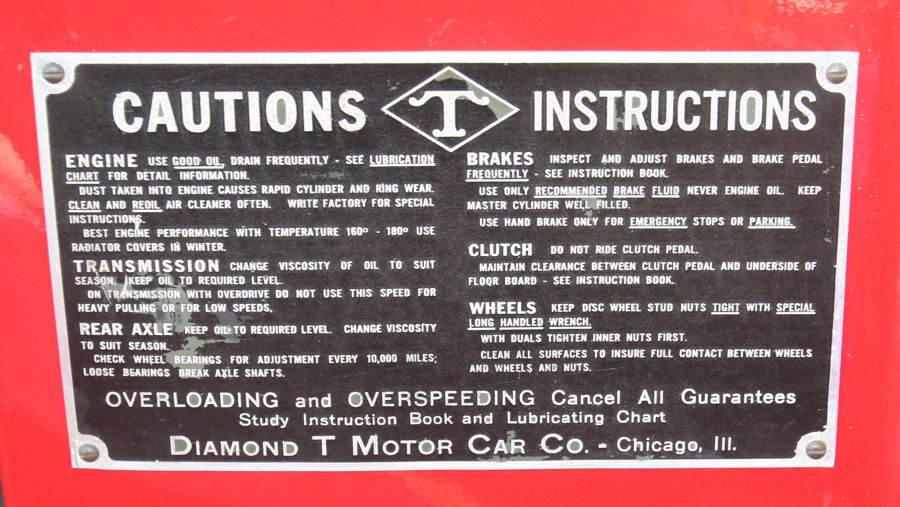 CAUTIONS T INSTRUCTIONS
ENGINE USE GOOD OIL, DRAIN FREQUENTLY - SEE LUBRICATION
CHART FOR DETAIL INFORMATION.
DUST TAKEN INTO ENGINE CAUSES RAPID CYLINDER AND RING WEAR.
CLEAN AND REOIL AIR CLEANER OFTEN. WRITE FACTORY FOR SPECIAL
INSTRUCTIONS.
BEST ENGINE PERFORMANCE WITH TEMPERATURE 160° - 180° USE
RADIATOR COVERS IN WINTER.
TRANSMISSION CHANGE VISCOSITY OF OIL TO SUIT
SEASON. KEEP OIL TO REQUIRED LEVEL.
ON TRANSMISSION WITH OVERDRIVE DO NOT USE THIS SPEED FOR
HEAVY PULLING OR FOR LOW SPEEDS.
REAR AXLE KEEP OIL TO REQUIRED LEVEL. CHANGE VISCOSITY
TO SUIT SEASON.
CHECK WHEEL BEARINGS FOR ADJUSTMENT EVERY 10,000 MILES;
LOOSE BEARINGS BREAK AXLE SHAFTS.
BRAKES INSPECT AND ADJUST BRAKES AND BRAKE PEDAL
FREQUENTLY - SEE INSTRUCTION BOOK.
USE ONLY RECOMMENDED BRAKE FLUID NEVER ENGINE OIL. KEEP
MASTER CYLINDER WELL FILLED.
USE HAND BRAKE ONLY FOR EMERGENCY STOPS OR PARKING.
CLUTCH DO NOT RIDE CLUTCH PEDAL.
MAINTAIN CLEARANCE BETWEEN CLUTCH PEDAL AND UNDERSIDE OF
FLOOR BOARD - SEE INSTRUCTION BOOK.
WHEELS KEEP DISC WHEEL STUD NUTS TIGHT WITH SPECIAL
LONG HANDLED WRENCH.
WITH DUALS TIGHTEN INNER NUTS FIRST.
CLEAN ALL SURFACES TO INSURE FULL CONTACT BETWEEN WHEELS
AND WHEELS AND NUTS.
OVERLOADING and OVERSPEEDING Cancel All Guarantees
Study Instruction Book and Lubricating Chart
DIAMOND T MOTOR CAR CO. - Chicago, Ill.